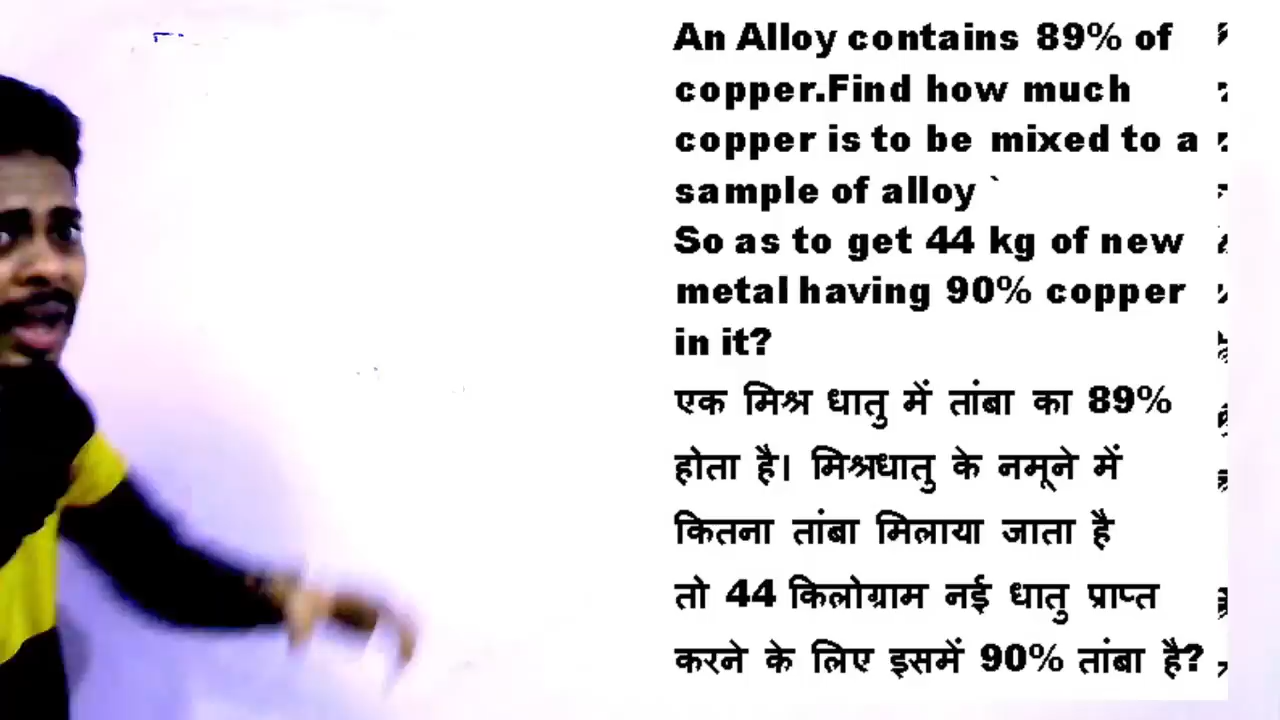 An Alloy contains 89% of
copper.Find how much
copper is to be mixed to a
sample of alloy `
So as to get 44 kg of new
metal having 90% copper
in it?
एक मिश्र धातु में तांबा का 89%
होता है। मिश्रधातु के नमूने में
कितना तांबा मिलाया जाता है
तो 44 किलोग्राम नई धातु प्राप्त
करने के लिए इसमें 90% तांबा है?